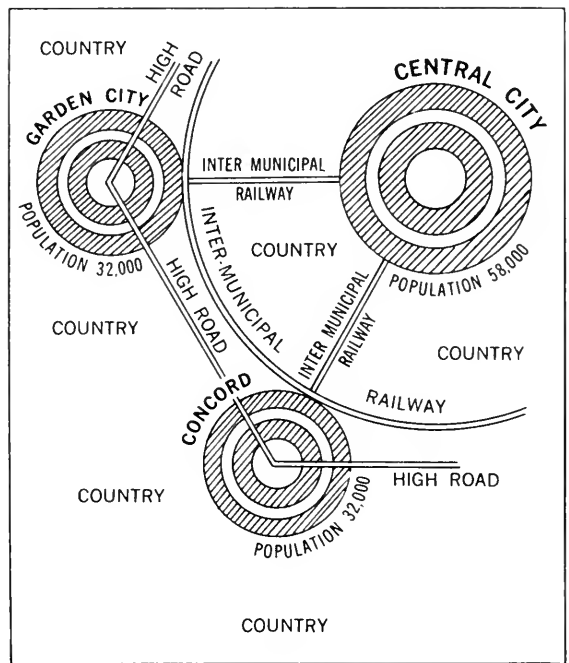 COUNTRY
HIGH
ROAD
GARDEN CITY
POPULATION 32,000
CENTRAL CITY
POPULATION 58,000
INTER MUNICIPAL
RAILWAY
COUNTRY
INTER-MUNICIPAL
RAILWAY
INTER MUNICIPAL
RAILWAY
HIGH ROAD
COUNTRY
COUNTRY
CONCORD
POPULATION 32,000
HIGH ROAD
COUNTRY
COUNTRY